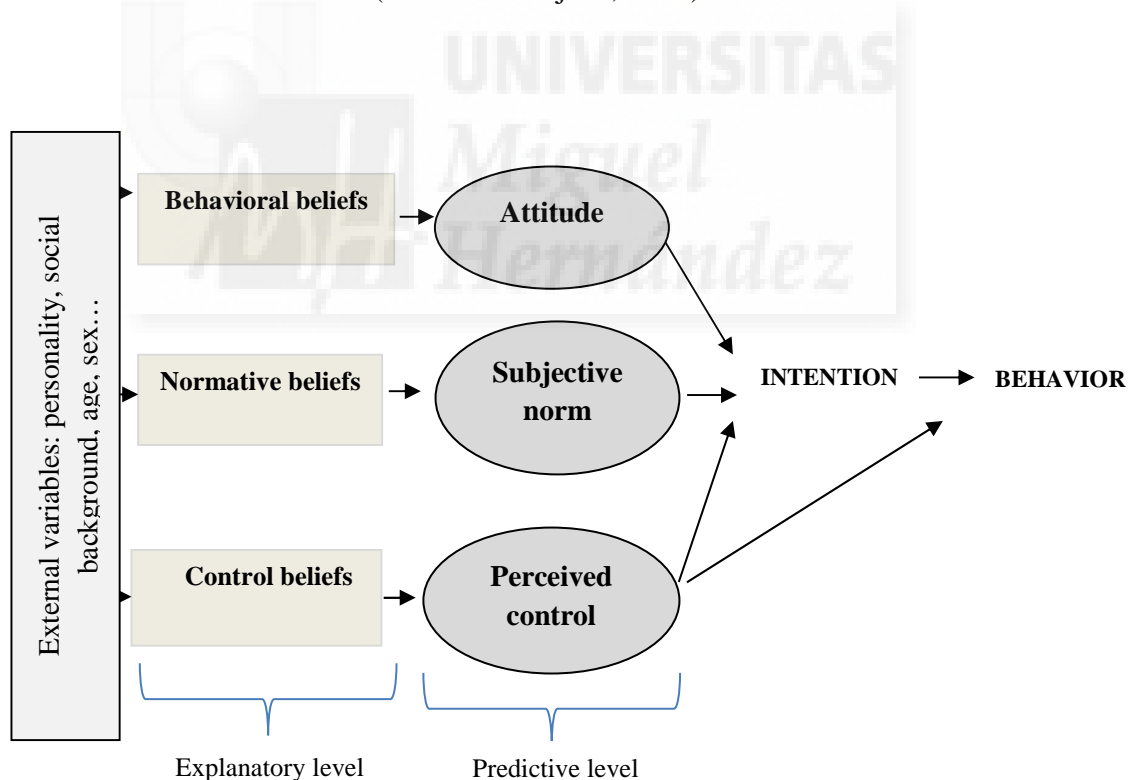 UNIVERSITAS
Miguel
Hernández
External variables: personality, social
background, age, sex…
Behavioral beliefs
Attitude
Normative beliefs
Subjective
norm
INTENTION
BEHAVIOR
Control beliefs
Perceived
control
Explanatory level
Predictive level